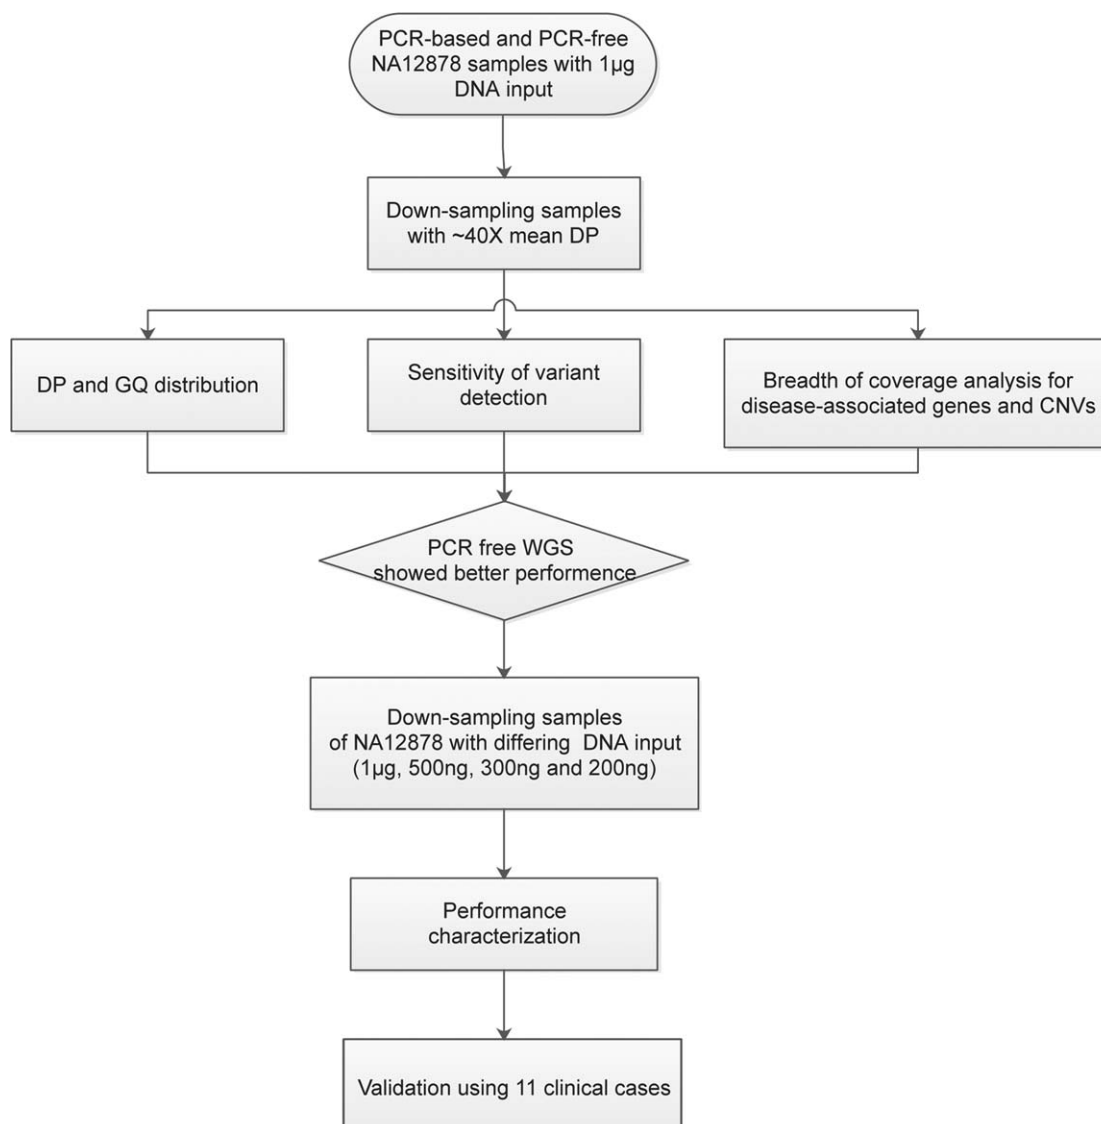 PCR-based and PCR-free
NA12878 samples with 1µg
DNA input
Down-sampling samples
with ~40X mean DP
DP and GQ distribution
Sensitivity of variant
detection
Breadth of coverage analysis for
disease-associated genes and CNVs
PCR free WGS
showed better performence
Down-sampling samples
of NA12878 with differing DNA input
(1µg, 500ng, 300ng and 200ng)
Performance
characterization
Validation using 11 clinical cases